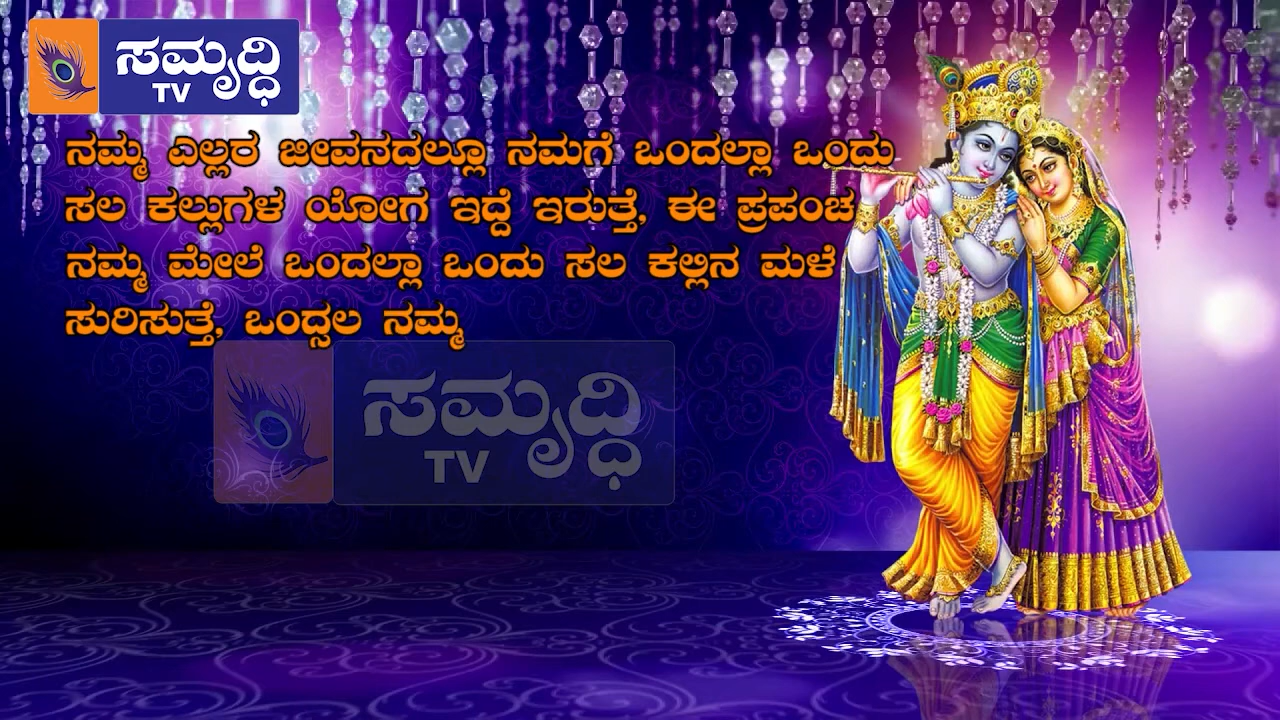 ಸಮೃದ್ಧಿ
TV
ನಮ್ಮ ಎಲ್ಲರ ಜೀವನದಲ್ಲೂ ನಮಗೆ ಒಂದಲ್ಲಾ ಒಂದು
ಸಲ ಕಲ್ಲುಗಳ ಯೋಗ ಇದ್ದೆ ಇರುತ್ತೆ, ಈ ಪ್ರಪಂಚ
ನಮ್ಮ ಮೇಲೆ ಒಂದಲ್ಲಾ ಒಂದು ಸಲ ಕಲ್ಲಿನ ಮಳೆ
ಸುರಿಸುತ್ತೆ, ಒಂದ್ಸಲ ನಮ್ಮ
ಸಮೃದ್ಧಿ
TV